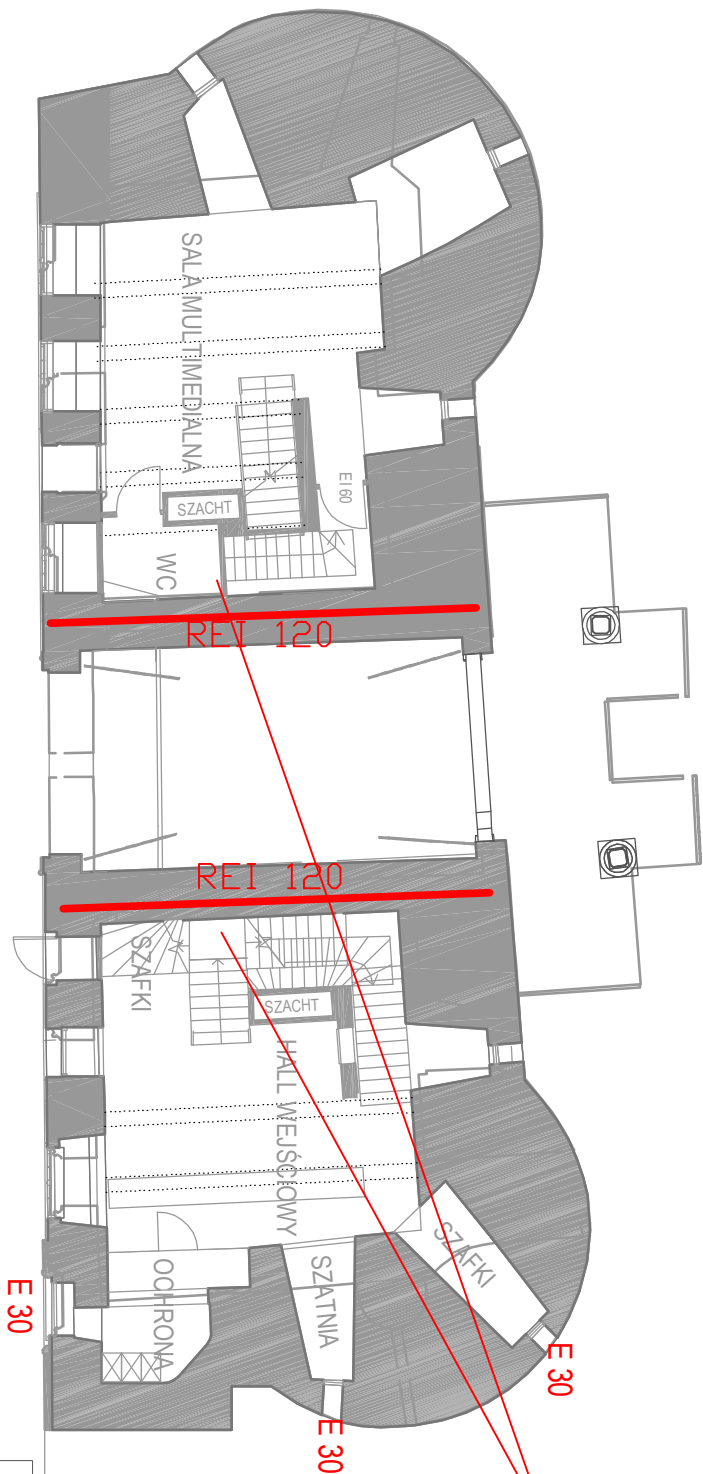 SALA MULTIMEDIALNA
EI 60
SZACHT
WC
REI 120
REI 120
SZAFKI
SZACHT
HALL WEJŚCIOWY
SZAFKI
SZATNIA
OCHRONA
E 30
E 30
E 30